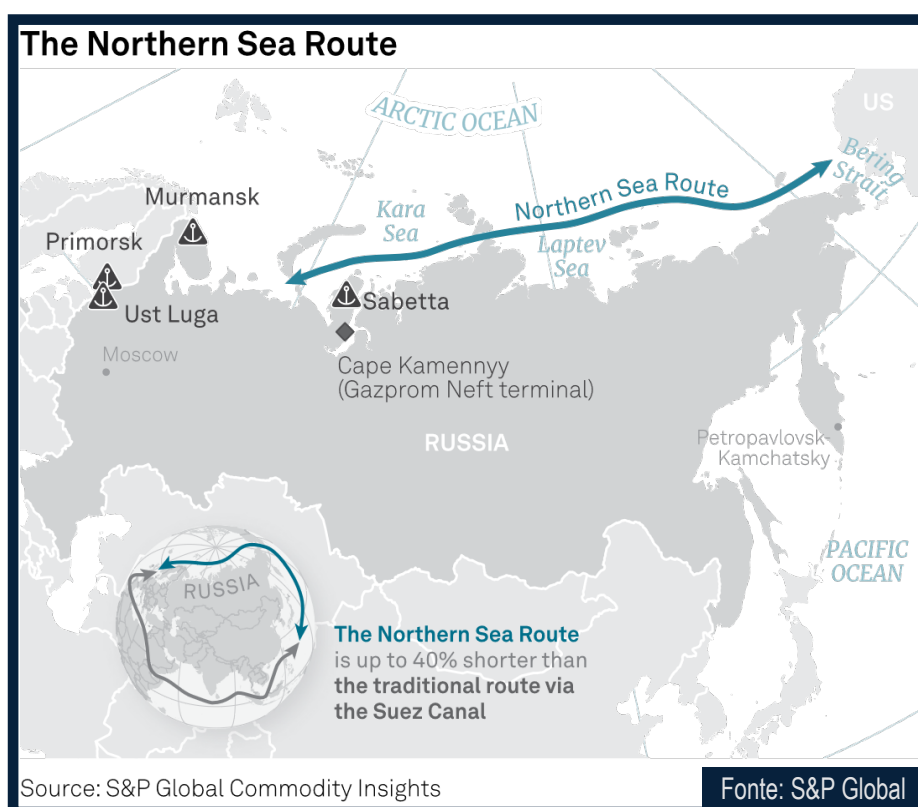 The Northern Sea Route
US
ARCTIC OCEAN
Bering
Strait
Murmansk
Northern Sea Route
Kara
Sea
Primorsk
Laptev
Sea
Sabetta
Ust Luga
Moscow
Cape Kamennyy
(Gazprom Neft terminal)
RUSSIA
Petropavlovsk-
Kamchatsky
PACIFIC
OCEAN
RUSSIA
The Northern Sea Route
is up to 40% shorter than
the traditional route via
the Suez Canal
Source: S&P Global Commodity Insights
Fonte: S&P Global